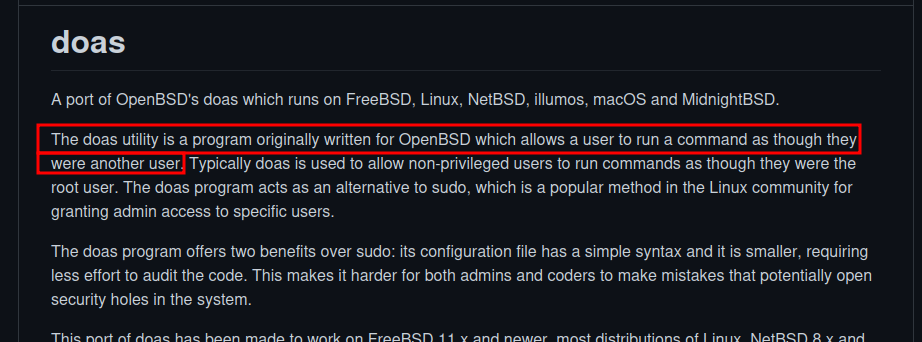 doas
A port of OpenBSD's doas which runs on FreeBSD, Linux, NetBSD, illumos, macOS and MidnightBSD.
The doas utility is a program originally written for OpenBSD which allows a user to run a command as though they
were another user. Typically doas is used to allow non-privileged users to run commands as though they were the
root user. The doas program acts as an alternative to sudo, which is a popular method in the Linux community for
granting admin access to specific users.
The doas program offers two benefits over sudo: its configuration file has a simple syntax and it is smaller, requiring
less effort to audit the code. This makes it harder for both admins and coders to make mistakes that potentially open
security holes in the system.
This port of doas has been made to work on FreeBSD 11.x and newer, most distributions of Linux, NetBSD 8.x and